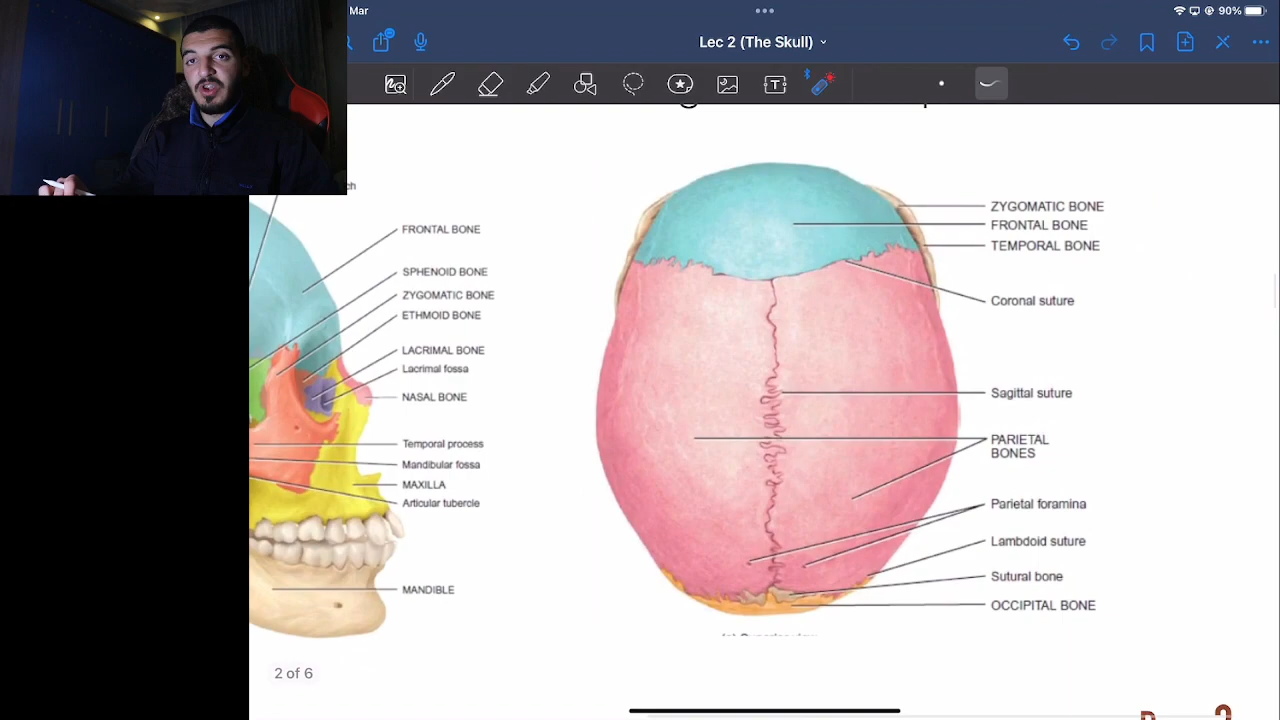 Mar
90%
Lec 2 (The Skull)
ch
FRONTAL BONE
SPHENOID BONE
ZYGOMATIC BONE
ETHMOID BONE
LACRIMAL BONE
Lacrimal fossa
NASAL BONE
Temporal process
Mandibular fossa
MAXILLA
Articular tubercle
MANDIBLE
2 of 6
ZYGOMATIC BONE
FRONTAL BONE
TEMPORAL BONE
Coronal suture
Sagittal suture
PARIETAL
BONES
Parietal foramina
Lambdoid suture
Sutural bone
OCCIPITAL BONE